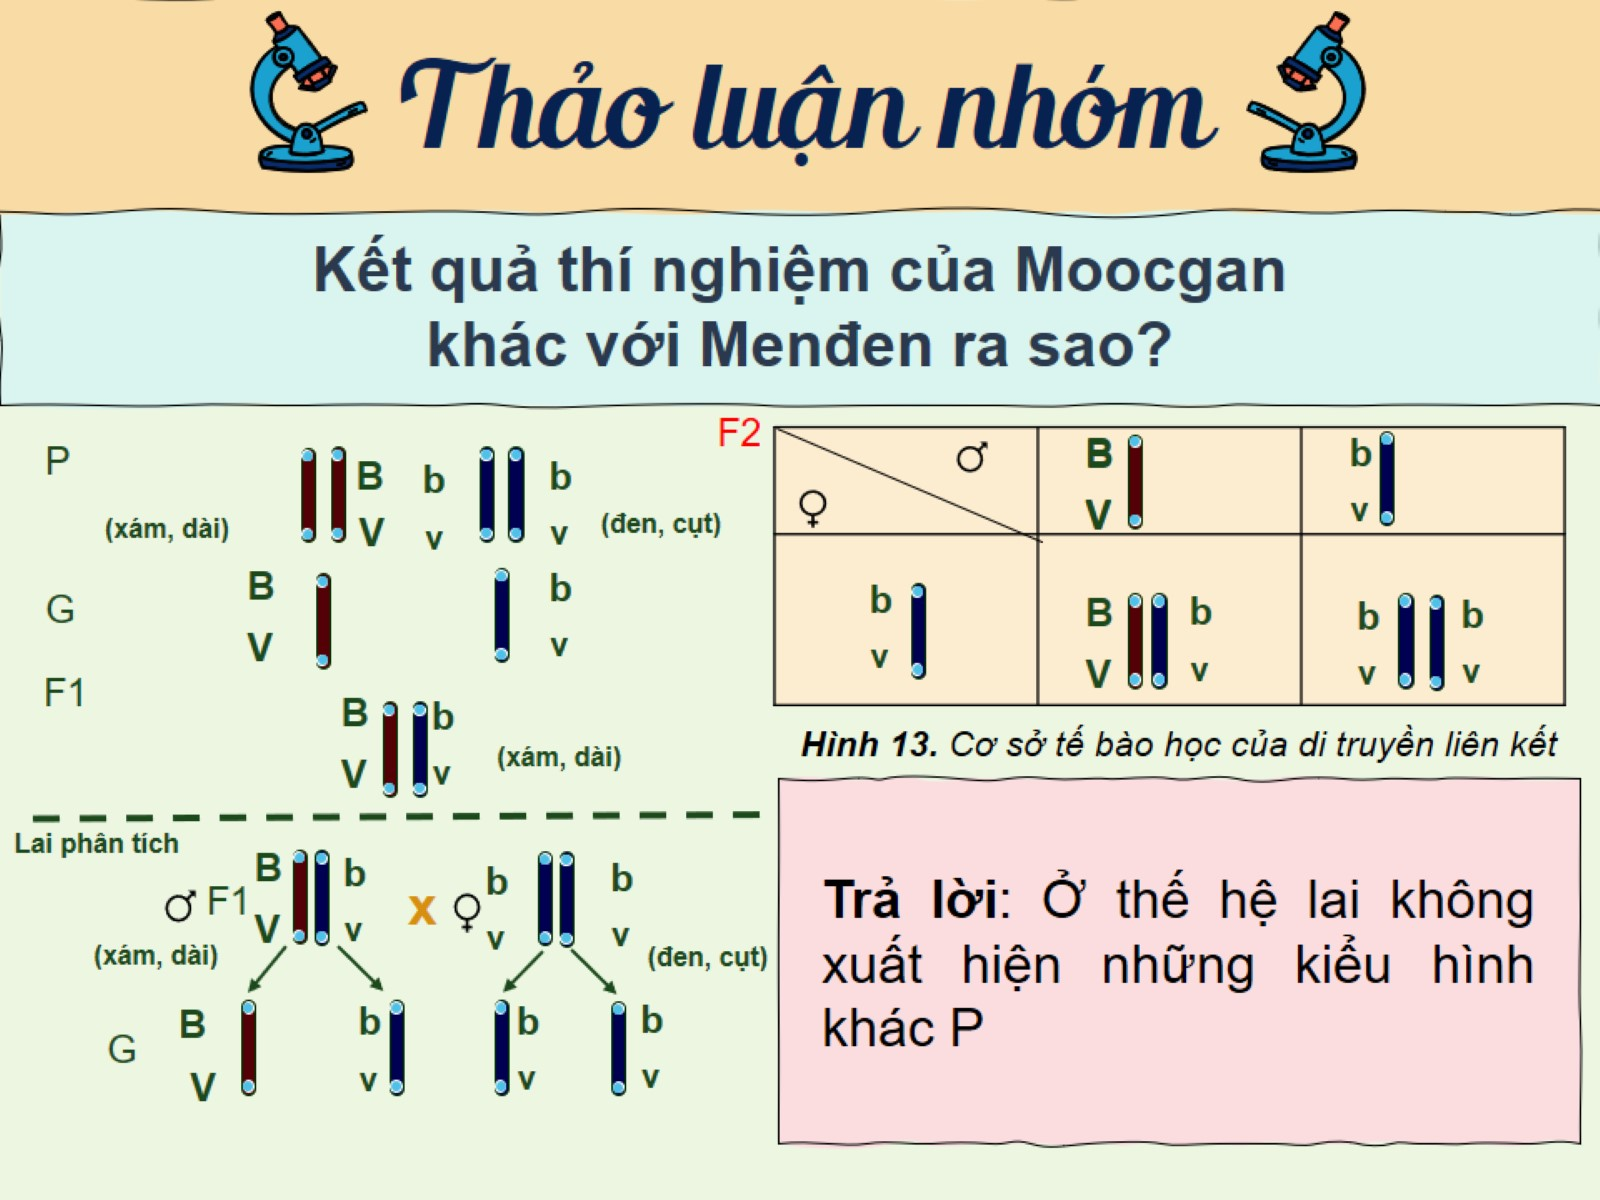 Thảo luận nhóm
Kết quả thí nghiệm của Moocgan
khác với Menđen ra sao?
P
B b b
(xám, dài) V v v (đen, cụt)
G
B b
V v
F1
B b
V v (xám, dài)
Lai phân tích
♂ F1 B b x ♀ b b
V v v v
(xám, dài) (đen, cụt)
G
B b b b
V v v v
F2
♂ B b
♀ V v
b B b b b
v V v v v
Hình 13. Cơ sở tế bào học của di truyền liên kết
Trả lời: Ở thế hệ lai không
xuất hiện những kiểu hình
khác P